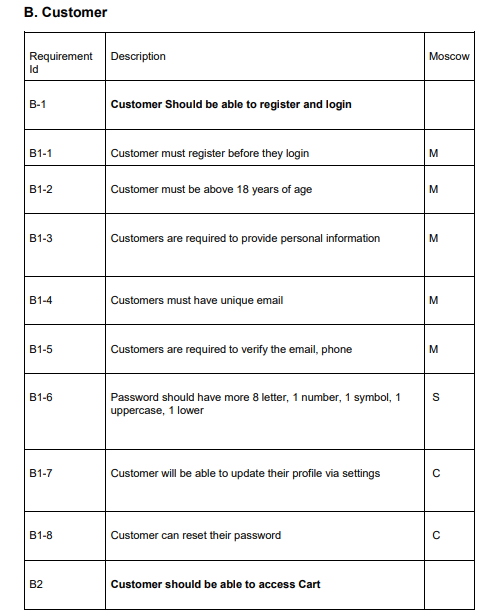 B. Customer
Requirement Id Description Moscow
B-1 Customer Should be able to register and login
B1-1 Customer must register before they login M
B1-2 Customer must be above 18 years of age M
B1-3 Customers are required to provide personal information M
B1-4 Customers must have unique email M
B1-5 Customers are required to verify the email, phone M
B1-6 Password should have more 8 letter, 1 number, 1 symbol, 1 S
uppercase, 1 lower
B1-7 Customer will be able to update their profile via settings C
B1-8 Customer can reset their password C
B2 Customer should be able to access Cart